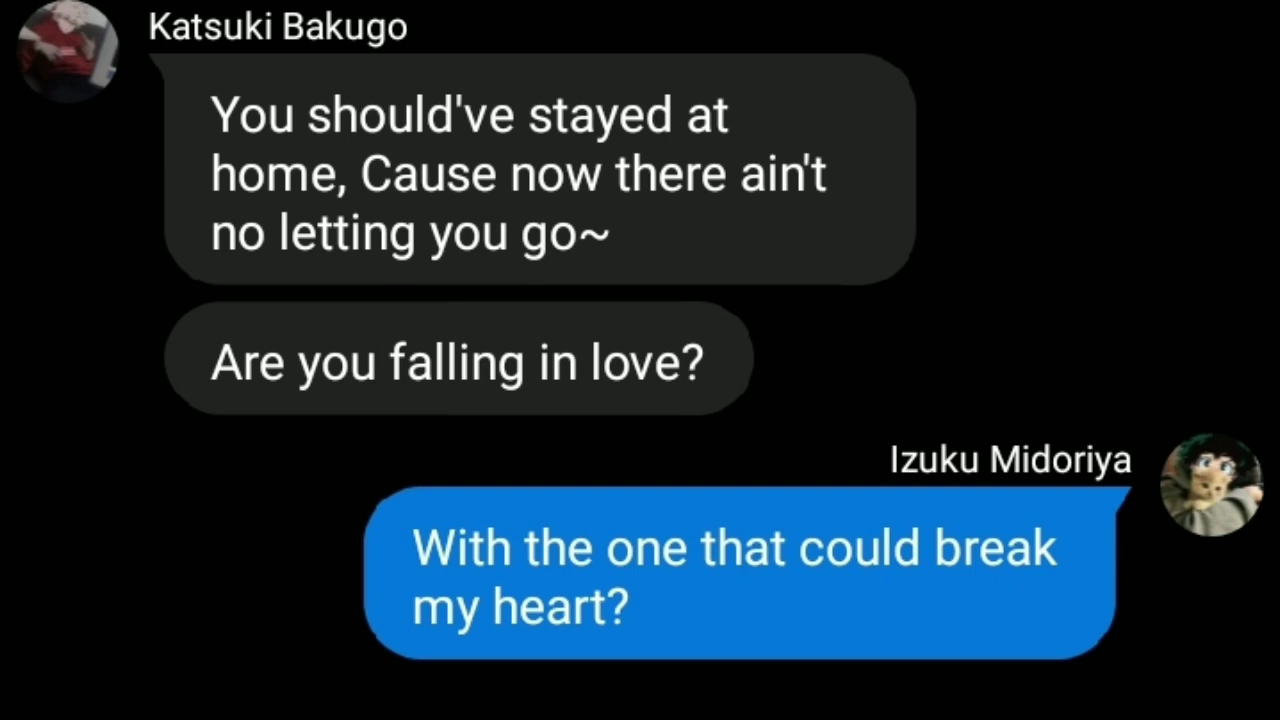 Katsuki Bakugo
You should've stayed at
home, Cause now there ain't
no letting you go~
Are you falling in love?
Izuku Midoriya
With the one that could break
my heart?